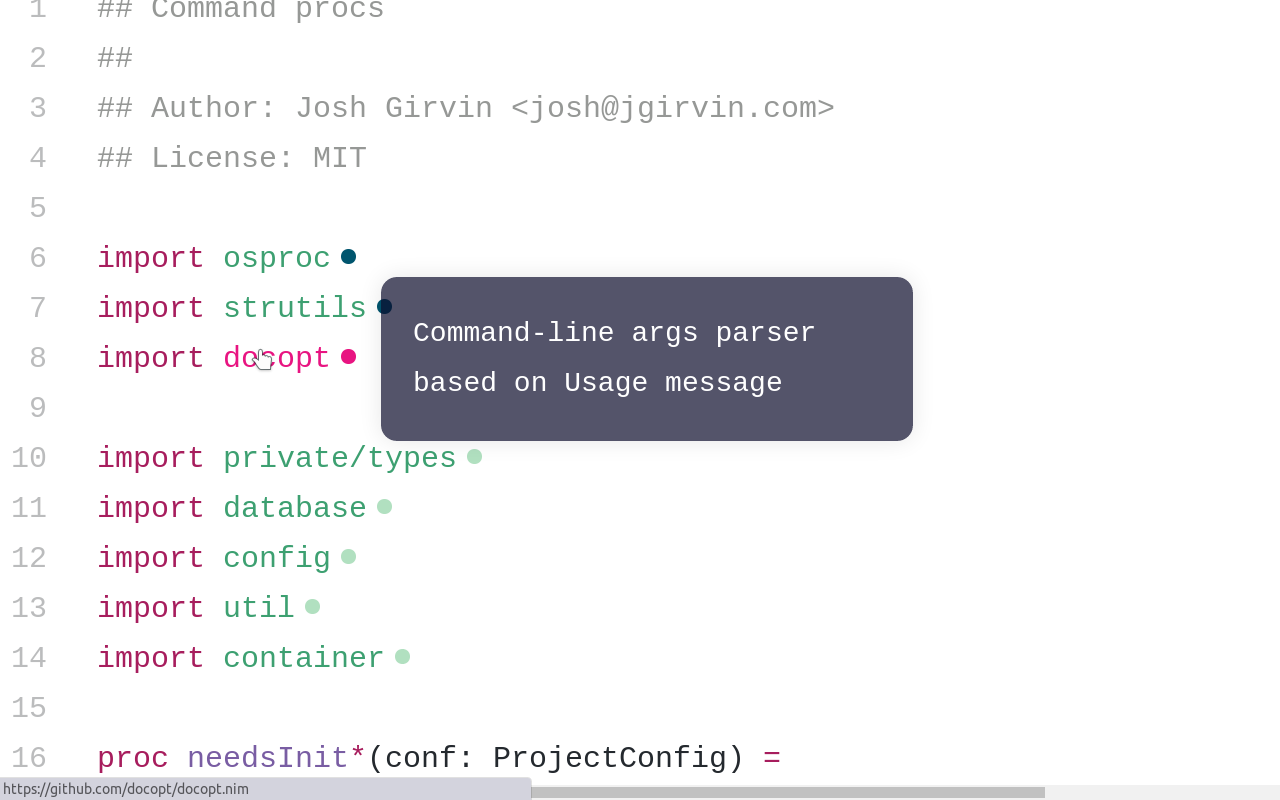 1 ## Command procs
2 ##
3 ## Author: Josh Girvin <josh@jgirvin.com>
4 ## License: MIT
5
6 import osproc
7 import strutils
Command-line args parser
8 import docopt
based on Usage message
9
10 import private/types
11 import database
12 import config
13 import util
14 import container
15
16 proc needsInit*(conf: ProjectConfig) =
https://github.com/docopt/docopt.nim